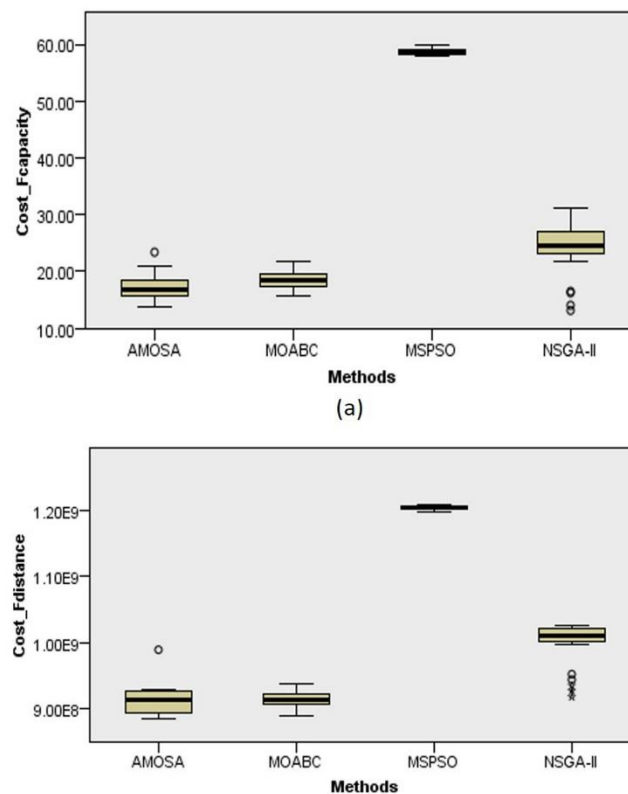 60.00
50.00
40.00
30.00
20.00
10.00
Cost_Fcapacity
AMOSA MOABC MSPSO NSGA-II
Methods
(a)
1.20E9
1.10E9
1.00E9
9.00E8
Cost_Fdistance
AMOSA MOABC MSPSO NSGA-II
Methods